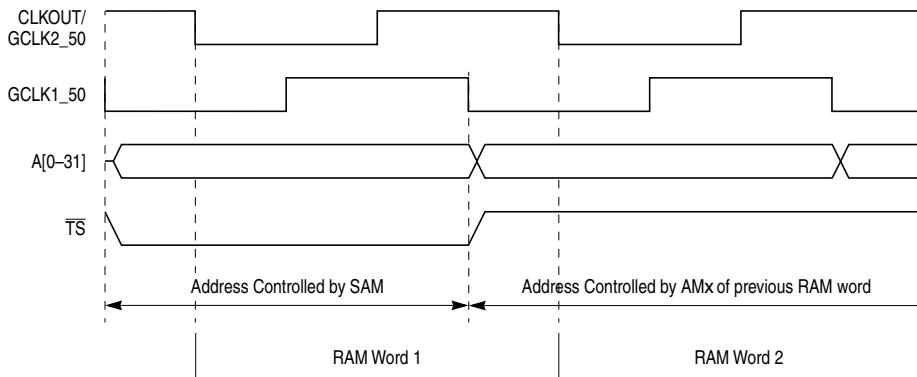 CLKOUT/
GCLK2_50
GCLK1_50
A[0–31]
TS
Address Controlled by SAM
Address Controlled by AMx of previous RAM word
RAM Word 1
RAM Word 2